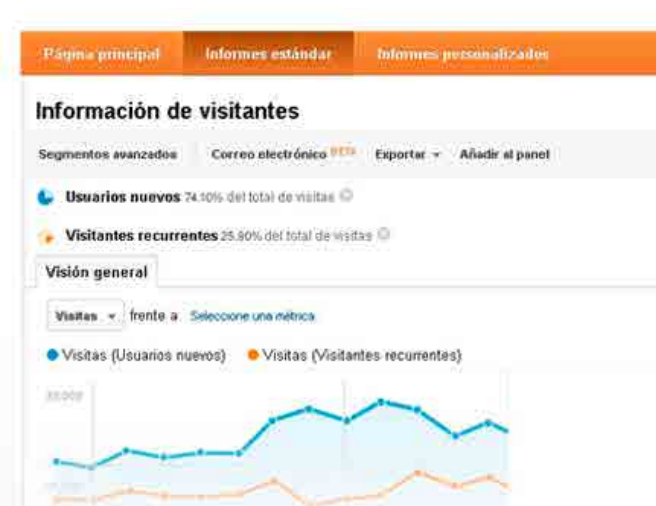 Página principal Informes estándar Informes personalizados
Información de visitantes
Segmentos avanzados Correo electrónico BETA Exportar Añadir al panel
Usuarios nuevos 74.10% del total de visitas
Visitantes recurrentes 25.90% del total de visitas
Visión general
Visitas frente a Seleccione una métrica
Visitas (Usuarios nuevos) Visitas (Visitantes recurrentes)